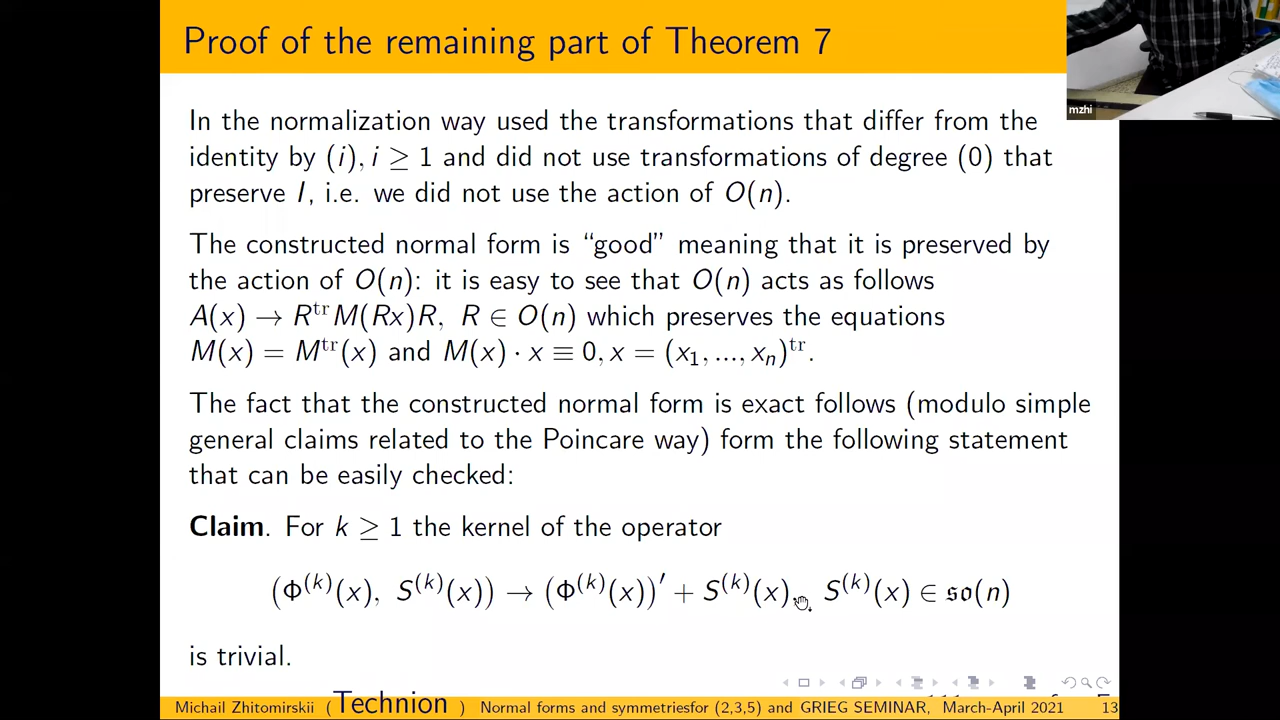 Proof of the remaining part of Theorem 7
mzhi
In the normalization way used the transformations that differ from the
identity by (i), i ≥ 1 and did not use transformations of degree (0) that
preserve I, i.e. we did not use the action of O(n).
The constructed normal form is “good” meaning that it is preserved by
the action of O(n): it is easy to see that O(n) acts as follows
A(x) → R^tr M(Rx)R, R ∈ O(n) which preserves the equations
M(x) = M^tr(x) and M(x) · x ≡ 0, x = (x₁, ..., xₙ)^tr.
The fact that the constructed normal form is exact follows (modulo simple
general claims related to the Poincare way) form the following statement
that can be easily checked:
Claim. For k ≥ 1 the kernel of the operator
(Φ^(k)(x), S^(k)(x)) → (Φ^(k)(x))′ + S^(k)(x), S^(k)(x) ∈ 𝔰𝔬(n)
is trivial.
Michail Zhitomirskii (Technion) Normal forms and symmetriesfor (2,3,5) and GRIEG SEMINAR, March-April 2021 13